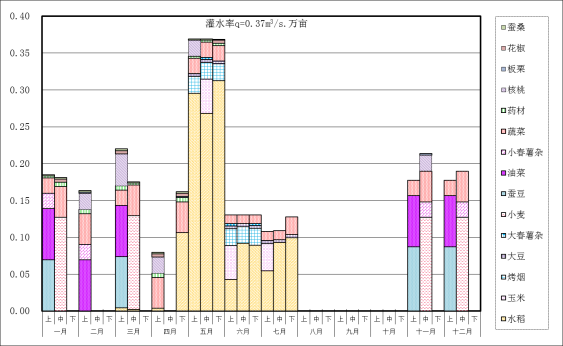 灌水率q=0.37m³/s.万亩
0.40
0.35
0.30
0.25
0.20
0.15
0.10
0.05
0.00
上 中 下 上 中 下 上 中 下 上 中 下 上 中 下 上 中 下 上 中 下 上 中 下 上 中 下 上 中 下 上 中 下 上 中 下
一月 二月 三月 四月 五月 六月 七月 八月 九月 十月 十一月 十二月
蚕桑
花椒
板栗
核桃
药材
蔬菜
小春薯杂
油菜
蚕豆
小麦
大春薯杂
大豆
烤烟
玉米
水稻